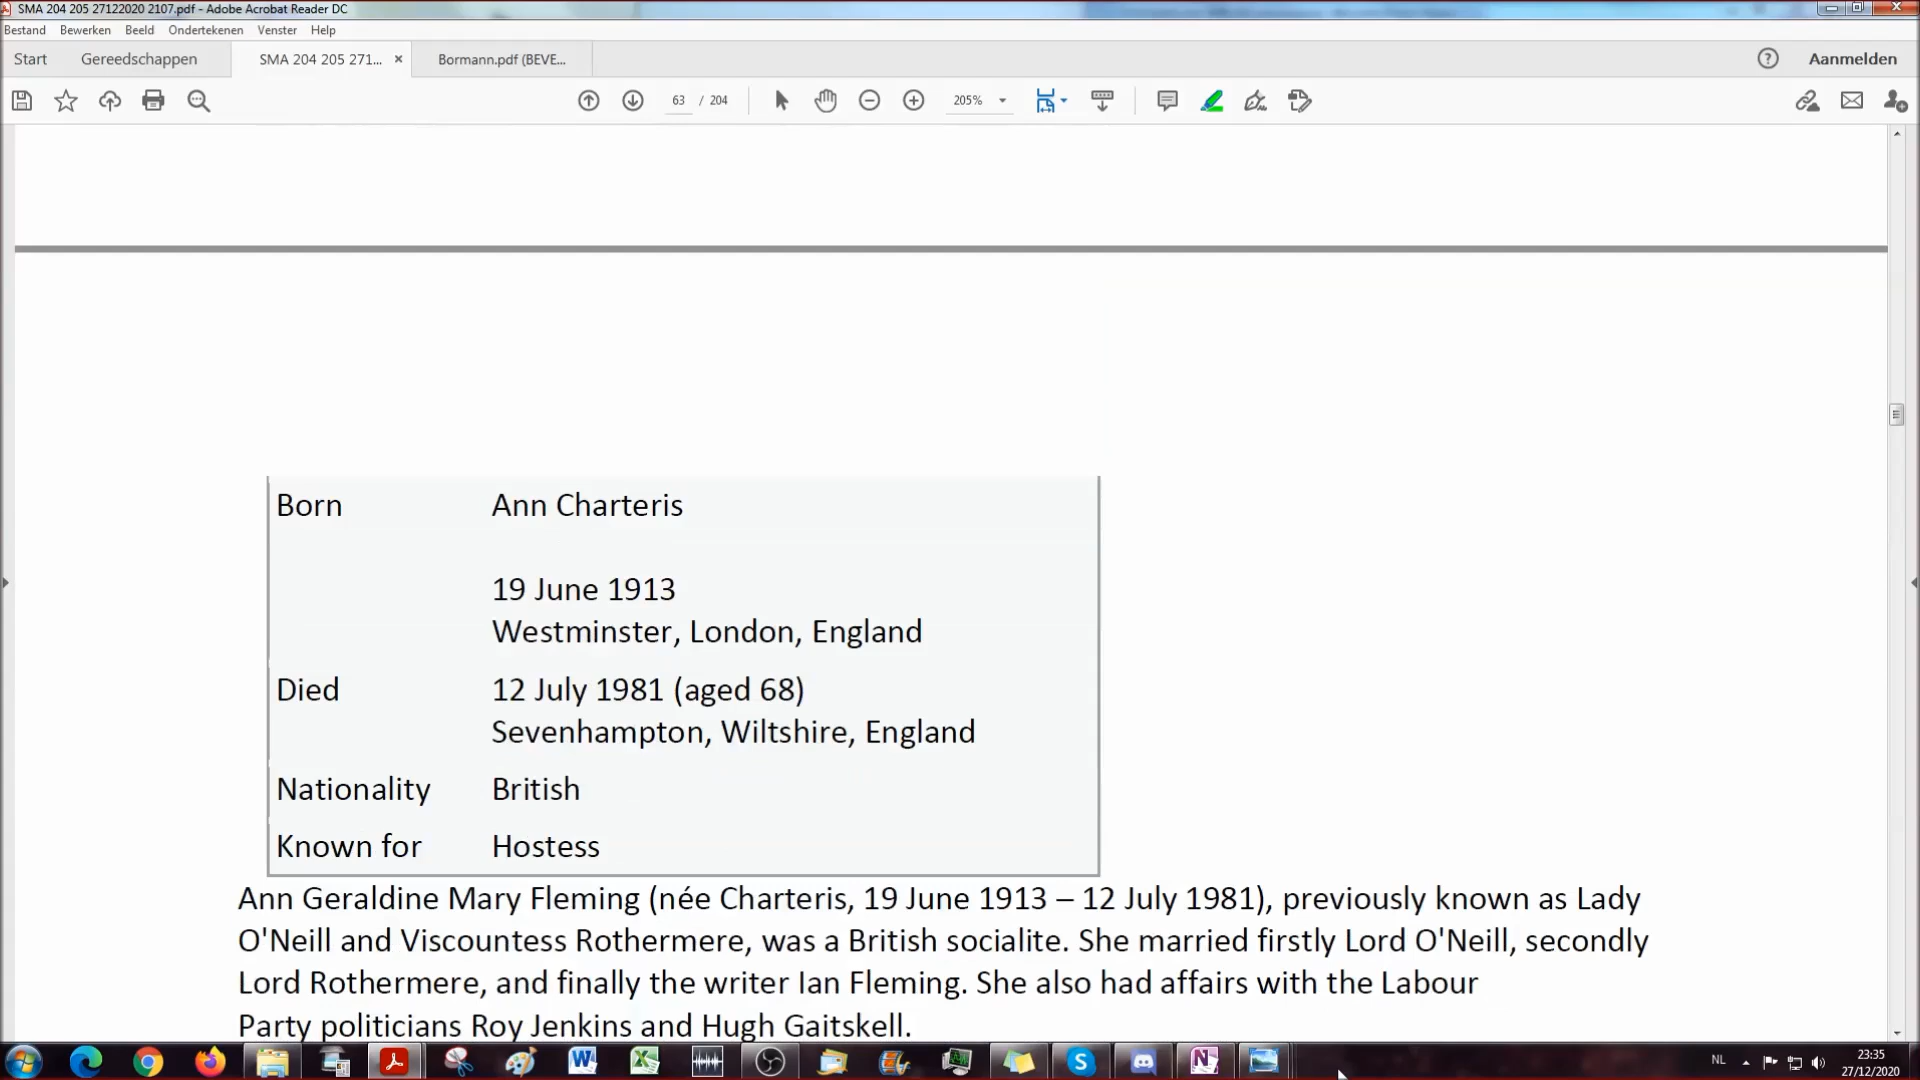 SMA 204 205 27122020 2107.pdf - Adobe Acrobat Reader DC
Bestand Bewerken Beeld Ondertekenen Venster Help
Start Gereedschappen SMA 204 205 271... × Bormann.pdf (BEVE... Aanmelden
63 / 204 205%
Born Ann Charteris
19 June 1913
Westminster, London, England
Died 12 July 1981 (aged 68)
Sevenhampton, Wiltshire, England
Nationality British
Known for Hostess
Ann Geraldine Mary Fleming (née Charteris, 19 June 1913 – 12 July 1981), previously known as Lady
O'Neill and Viscountess Rothermere, was a British socialite. She married firstly Lord O'Neill, secondly
Lord Rothermere, and finally the writer Ian Fleming. She also had affairs with the Labour
Party politicians Roy Jenkins and Hugh Gaitskell.
NL 23:35
27/12/2020